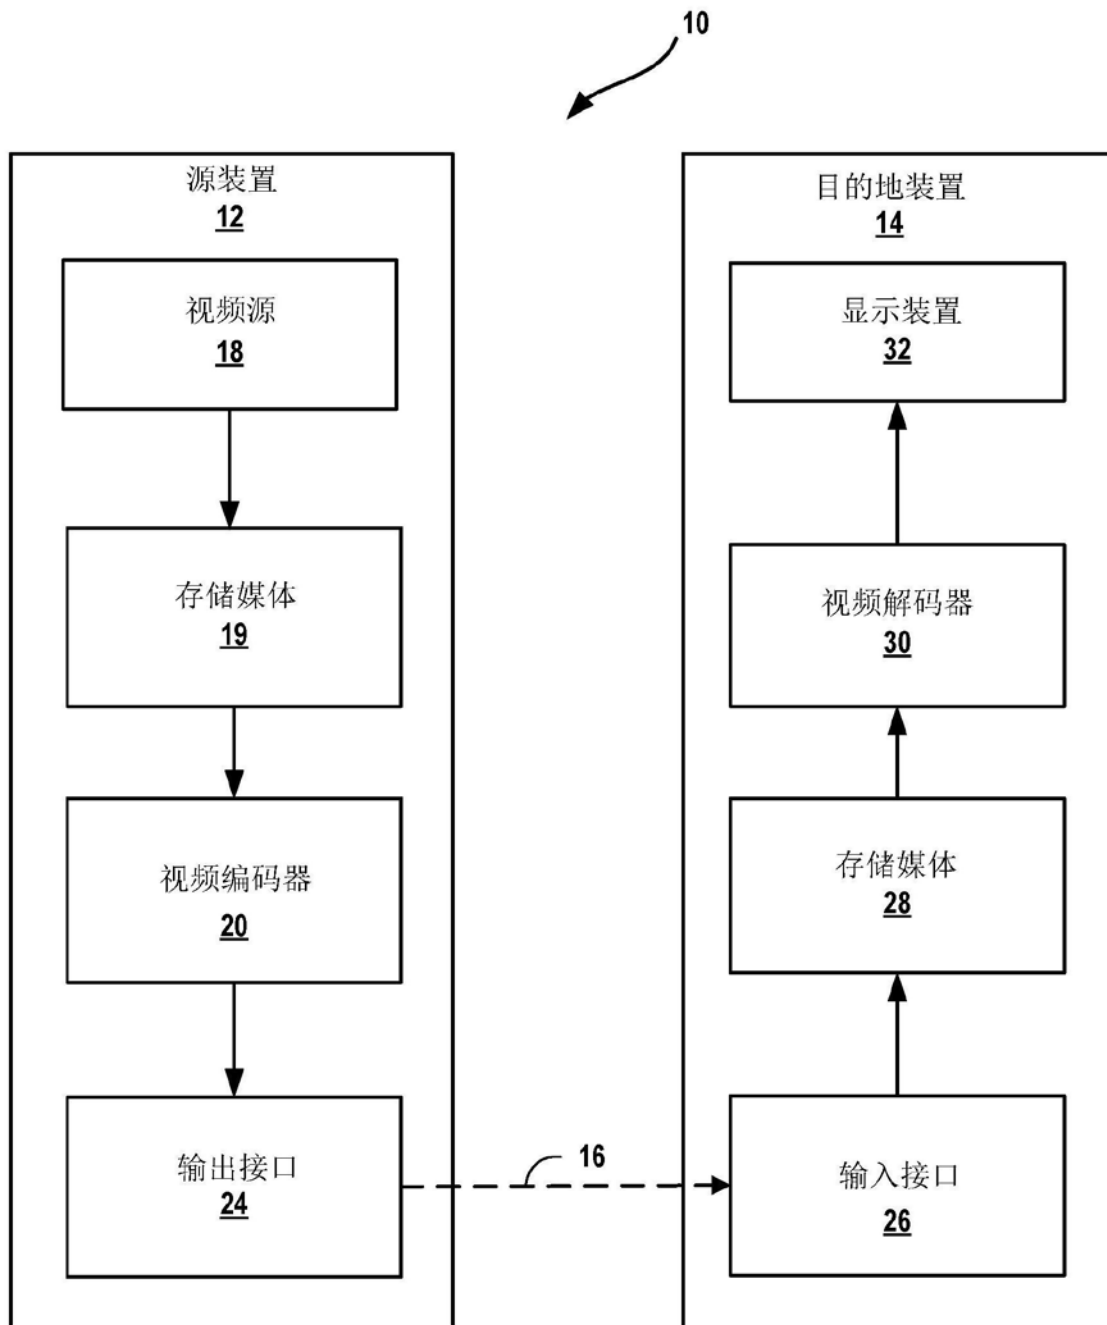 10
源装置
12
视频源
18
存储媒体
19
视频编码器
20
输出接口
24
16
目的地装置
14
显示装置
32
视频解码器
30
存储媒体
28
输入接口
26